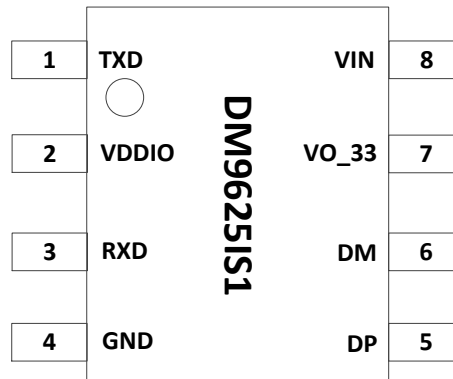 1 TXD VIN 8
2 VDDIO VO_33 7
3 RXD DM 6
4 GND DP 5
DM9625IS1